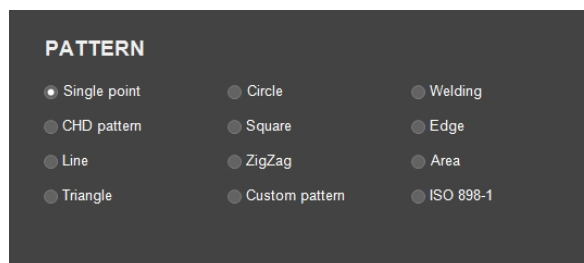 PATTERN
Single point Circle Welding
CHD pattern Square Edge
Line ZigZag Area
Triangle Custom pattern ISO 898-1